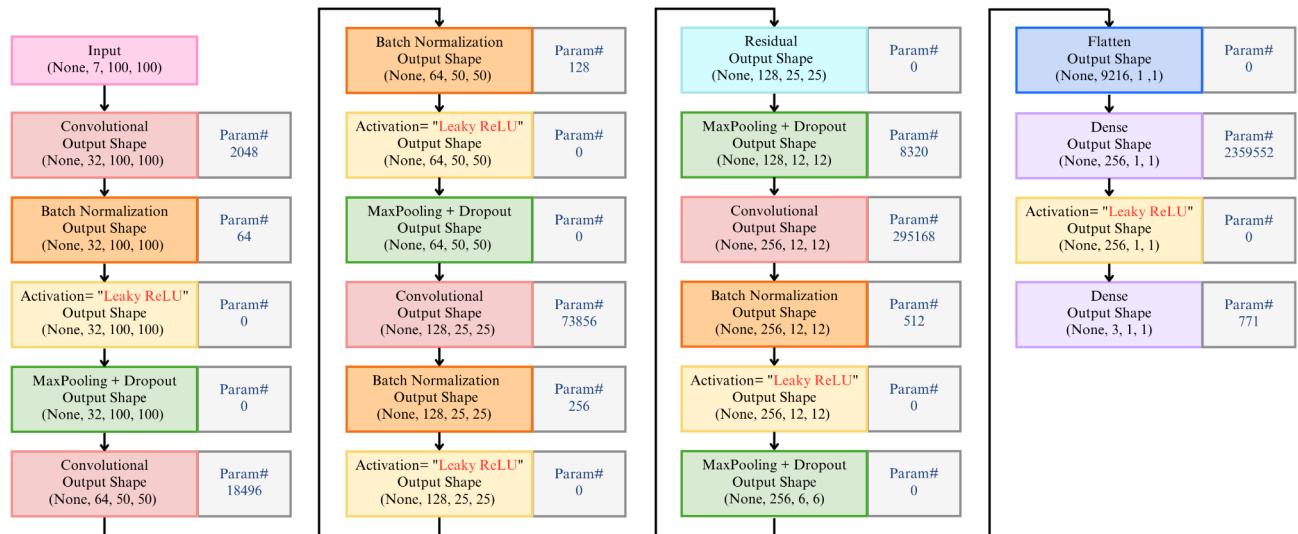 Input
(None, 7, 100, 100)
Convolutional
Output Shape
(None, 32, 100, 100)
Param#
2048
Batch Normalization
Output Shape
(None, 32, 100, 100)
Param#
64
Activation= "Leaky ReLU"
Output Shape
(None, 32, 100, 100)
Param#
0
MaxPooling + Dropout
Output Shape
(None, 32, 100, 100)
Param#
0
Convolutional
Output Shape
(None, 64, 50, 50)
Param#
18496
Batch Normalization
Output Shape
(None, 64, 50, 50)
Param#
128
Activation= "Leaky ReLU"
Output Shape
(None, 64, 50, 50)
Param#
0
MaxPooling + Dropout
Output Shape
(None, 64, 50, 50)
Param#
0
Convolutional
Output Shape
(None, 128, 25, 25)
Param#
73856
Batch Normalization
Output Shape
(None, 128, 25, 25)
Param#
256
Activation= "Leaky ReLU"
Output Shape
(None, 128, 25, 25)
Param#
0
Residual
Output Shape
(None, 128, 25, 25)
Param#
0
MaxPooling + Dropout
Output Shape
(None, 128, 12, 12)
Param#
8320
Convolutional
Output Shape
(None, 256, 12, 12)
Param#
295168
Batch Normalization
Output Shape
(None, 256, 12, 12)
Param#
512
Activation= "Leaky ReLU"
Output Shape
(None, 256, 12, 12)
Param#
0
MaxPooling + Dropout
Output Shape
(None, 256, 6, 6)
Param#
0
Flatten
Output Shape
(None, 9216, 1 ,1)
Param#
0
Dense
Output Shape
(None, 256, 1, 1)
Param#
2359552
Activation= "Leaky ReLU"
Output Shape
(None, 256, 1, 1)
Param#
0
Dense
Output Shape
(None, 3, 1, 1)
Param#
771